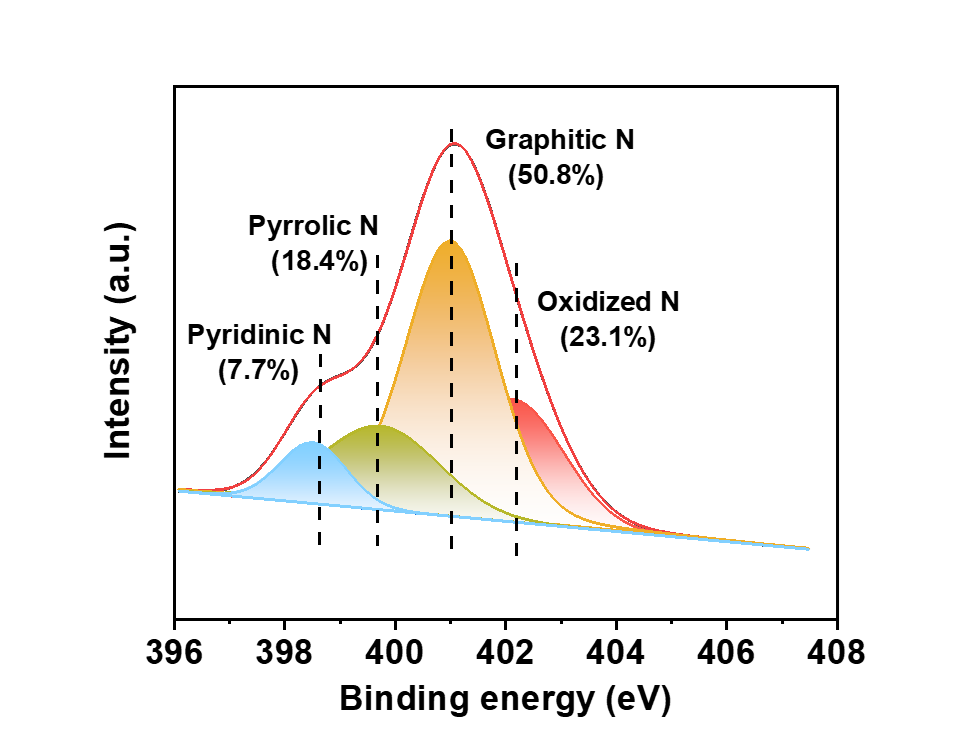 Graphitic N
(50.8%)
Pyrrolic N
(18.4%)
Oxidized N
(23.1%)
Pyridinic N
(7.7%)
Intensity (a.u.)
396 398 400 402 404 406 408
Binding energy (eV)